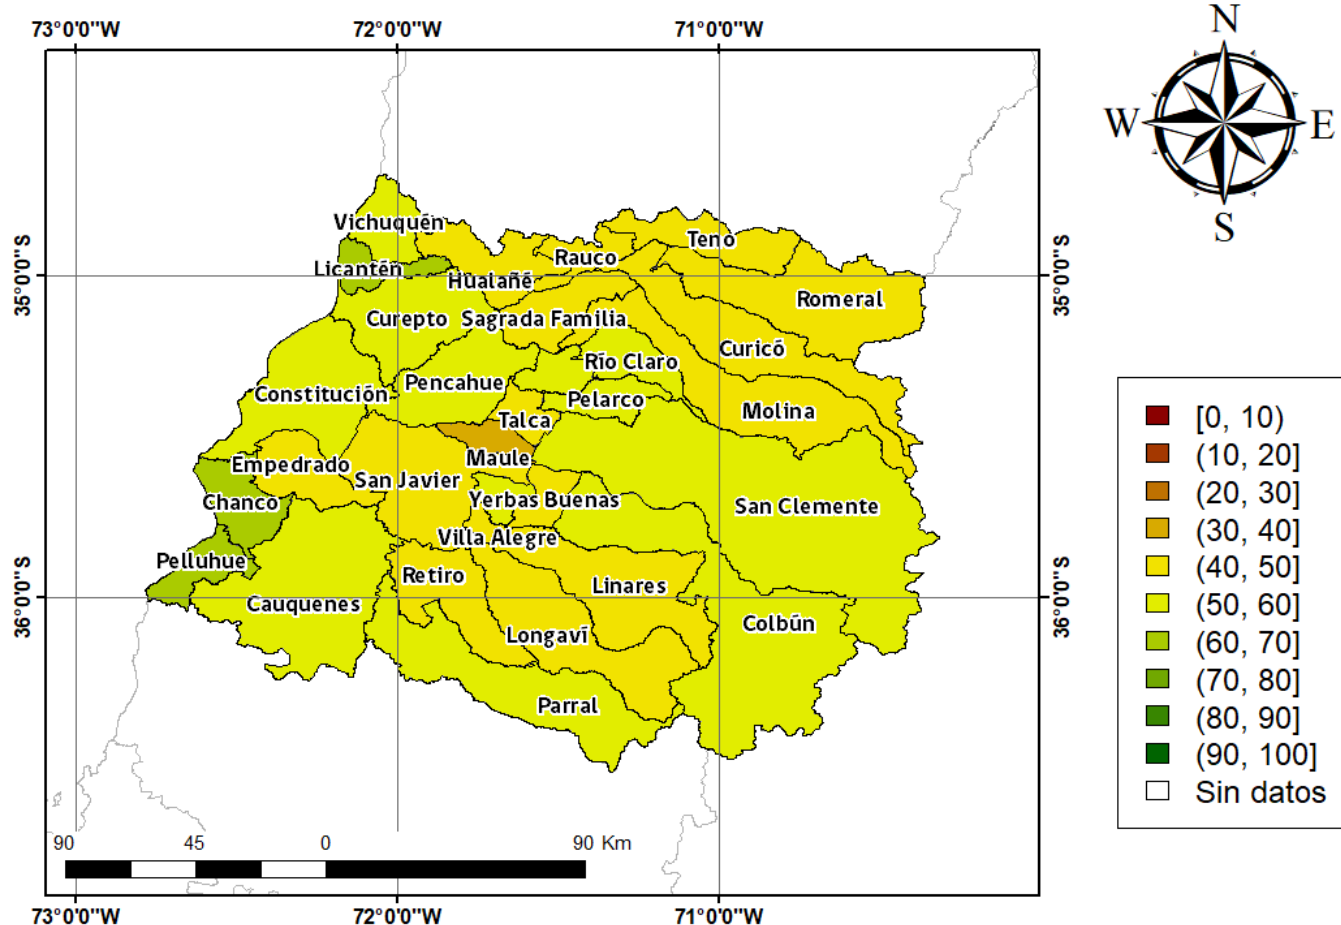 73°0'0"W 72°0'0"W 71°0'0"W
N
W E
S
Vichuquén
Teno
35°0'0"S
Licantén
Rauco
35°0'0"S
Hualañé
Romeral
Curepto
Sagrada Familia
Curicó
Río Claro
Constitución
Pencahue
Pelarco
Molina
Talca
Empedrado
Maule
San Javier
Chanco
Yerbas Buenas
San Clemente
Villa Alegre
Pelluhue
Retiro
Linares
36°0'0"S
Cauquenes
36°0'0"S
Colbún
Longaví
Parral
[0, 10)
(10, 20]
(20, 30]
(30, 40]
(40, 50]
(50, 60]
(60, 70]
(70, 80]
(80, 90]
(90, 100]
Sin datos
90 45 0 90 Km
73°0'0"W 72°0'0"W 71°0'0"W